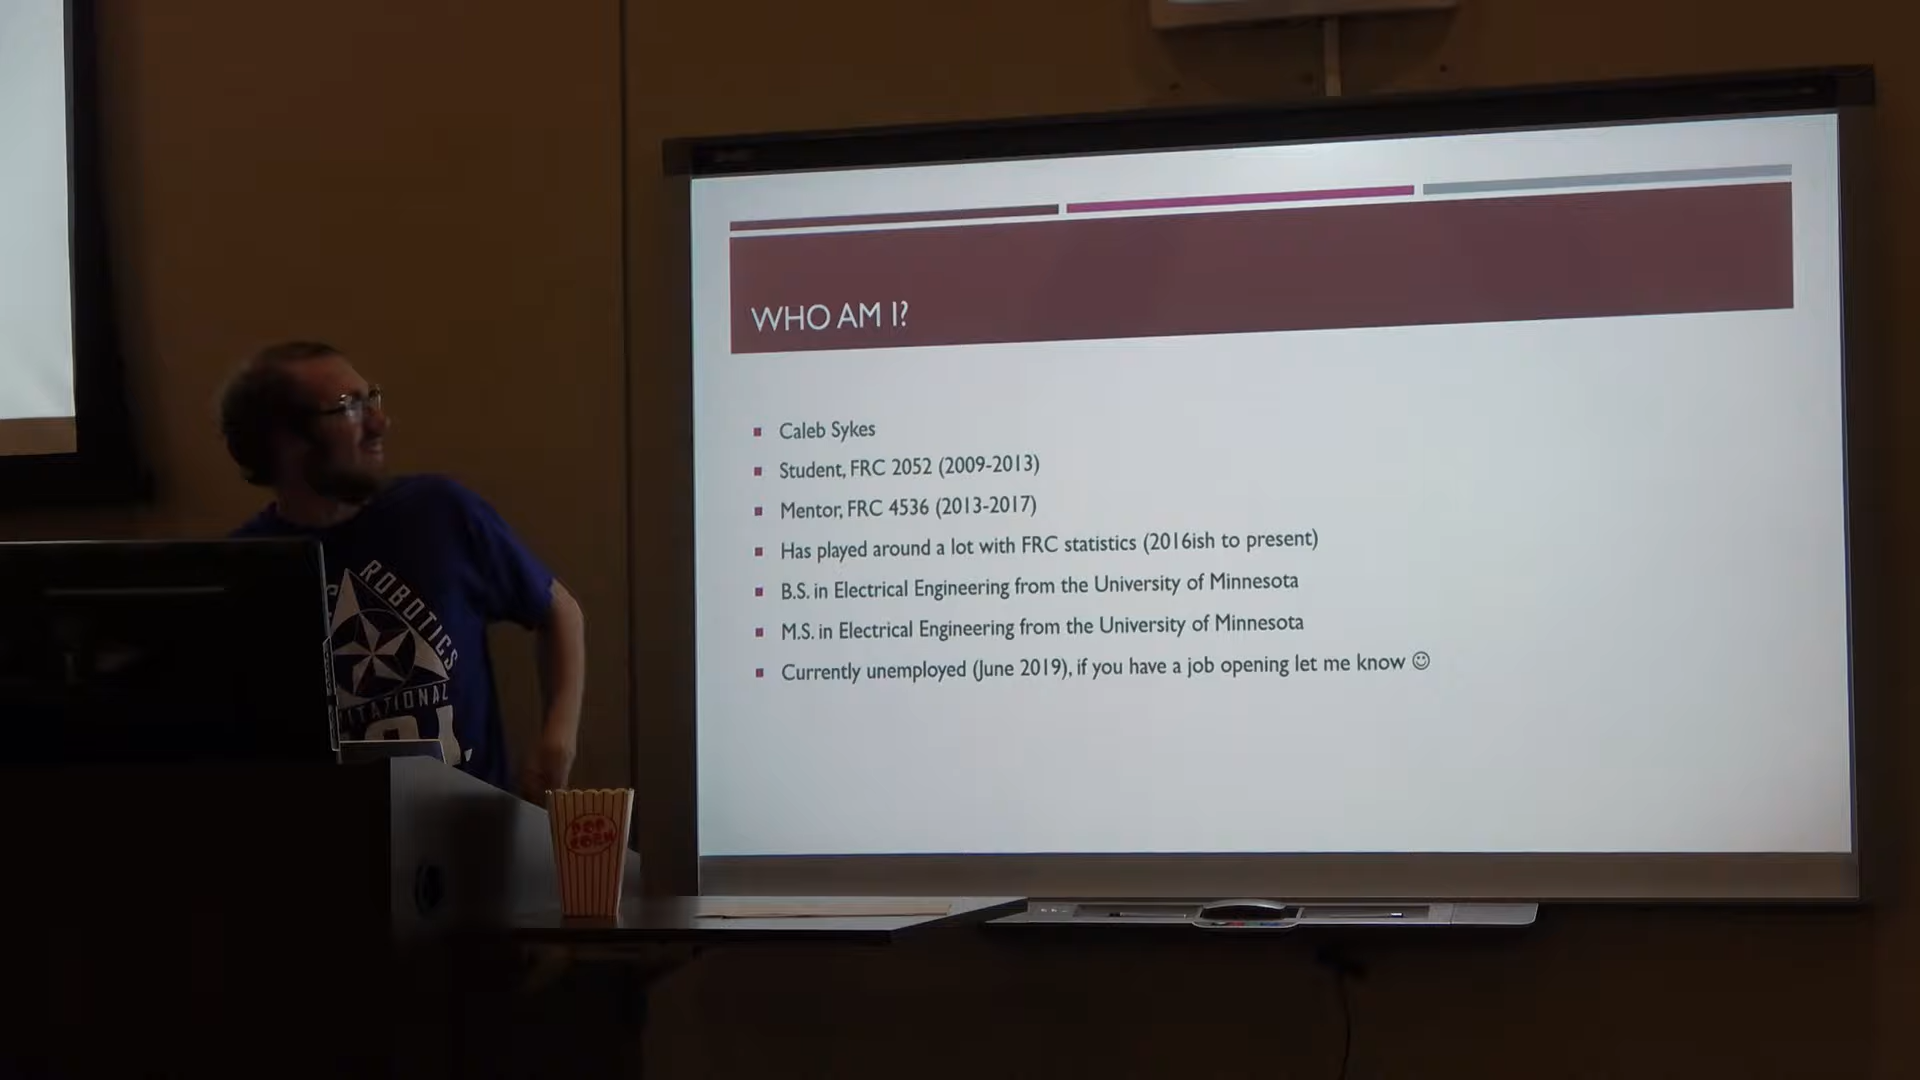 WHO AM I?
Caleb Sykes
Student, FRC 2052 (2009-2013)
Mentor, FRC 4536 (2013-2017)
Has played around a lot with FRC statistics (2016ish to present)
B.S. in Electrical Engineering from the University of Minnesota
M.S. in Electrical Engineering from the University of Minnesota
Currently unemployed (June 2019), if you have a job opening let me know ☺
ROBOTICS
POP
CORN